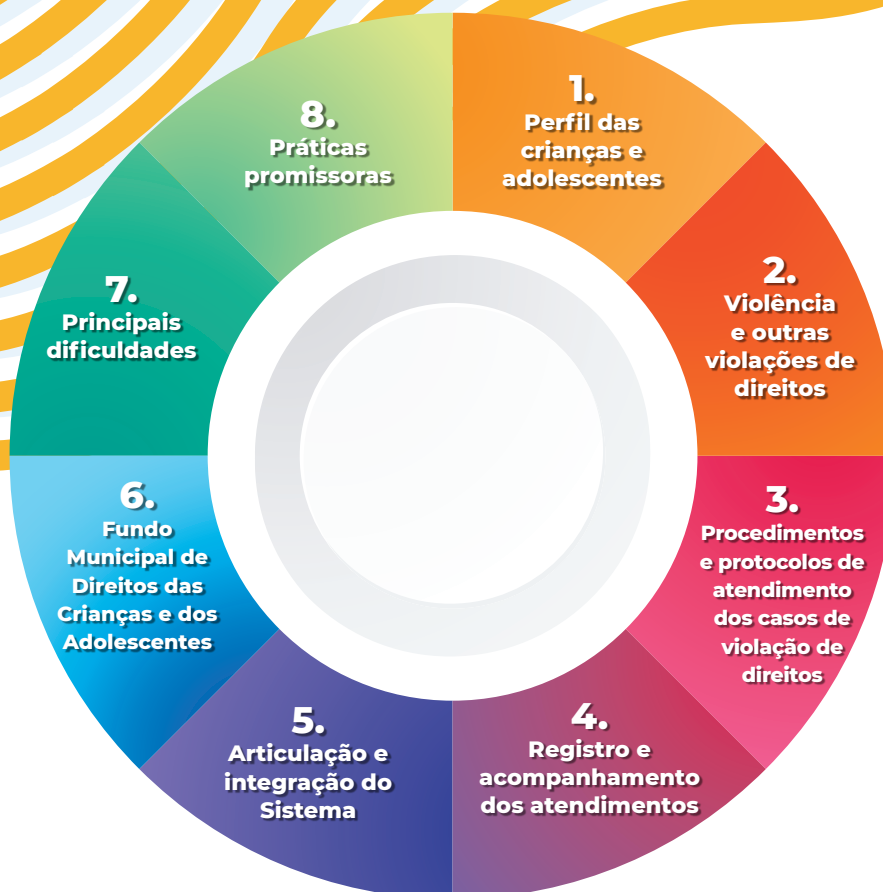 1.
Perfil das
crianças e
adolescentes
2.
Violência
e outras
violações de
direitos
3.
Procedimentos
e protocolos de
atendimento
dos casos de
violação de
direitos
4.
Registro e
acompanhamento
dos atendimentos
5.
Articulação e
integração do
Sistema
6.
Fundo
Municipal de
Direitos das
Crianças e dos
Adolescentes
7.
Principais
dificuldades
8.
Práticas
promissoras